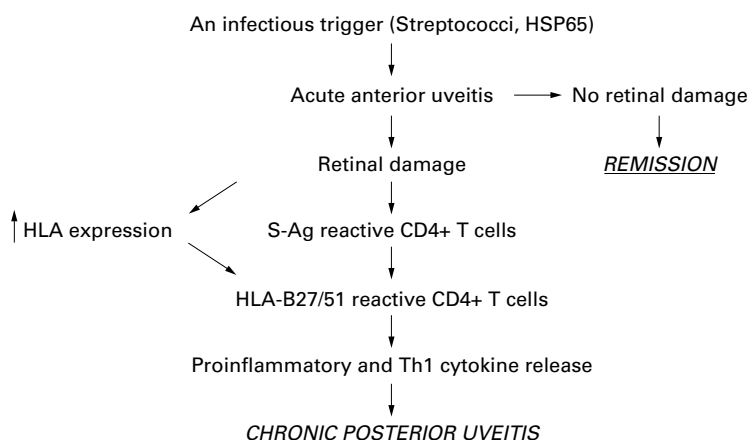 An infectious trigger (Streptococci, HSP65)
Acute anterior uveitis
No retinal damage
Retinal damage
REMISSION
HLA expression
S-Ag reactive CD4+ T cells
HLA-B27/51 reactive CD4+ T cells
Proinflammatory and Th1 cytokine release
CHRONIC POSTERIOR UVEITIS